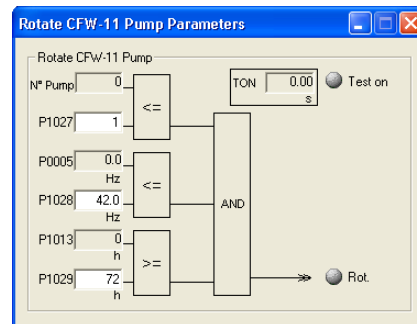 Rotate CFW-11 Pump Parameters
Rotate CFW-11 Pump
N° Pump 0
<=
P1027 1
TON 0.00 s
Test on
P0005 0.0 Hz
<=
P1028 42.0 Hz
AND
P1013 0 h
>=
P1029 72 h
Rot.